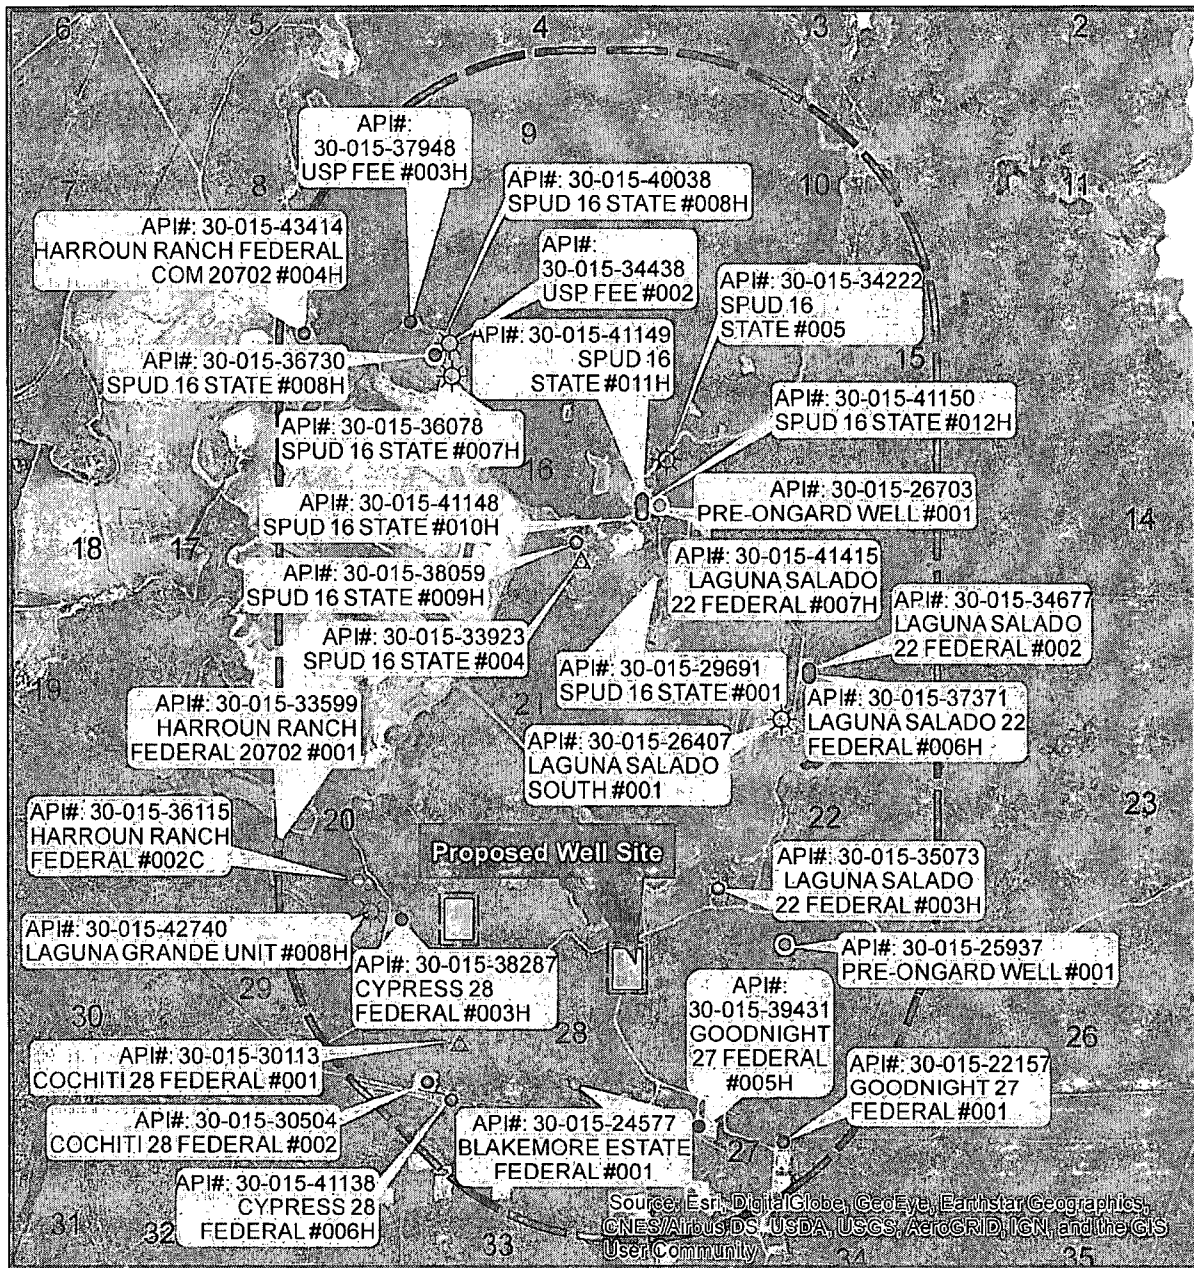 6
5
4
3
2
API#:
30-015-37948
USP FEE #003H
9
API#: 30-015-40038
SPUD 16 STATE #008H
7
8
10
11
API#: 30-015-43414
HARROUN RANCH FEDERAL
COM 20702 #004H
API#:
30-015-34438
USP FEE #002
API#: 30-015-34222
SPUD 16
STATE #005
API#: 30-015-36730
SPUD 16 STATE #008H
API#: 30-015-41149
SPUD 16
STATE #011H
15
API#: 30-015-41150
SPUD 16 STATE #012H
API#: 30-015-36078
SPUD 16 STATE #007H
16
API#: 30-015-41148
SPUD 16 STATE #010H
API#: 30-015-26703
PRE-ONGARD WELL #001
18
17
14
API#: 30-015-38059
SPUD 16 STATE #009H
API#: 30-015-41415
LAGUNA SALADO
22 FEDERAL #007H
API#: 30-015-34677
LAGUNA SALADO
22 FEDERAL #002
API#: 30-015-33923
SPUD 16 STATE #004
API#: 30-015-29691
SPUD 16 STATE #001
19
API#: 30-015-33599
HARROUN RANCH
FEDERAL 20702 #001
21
API#: 30-015-37371
LAGUNA SALADO 22
FEDERAL #006H
API#: 30-015-26407
LAGUNA SALADO
SOUTH #001
API#: 30-015-36115
HARROUN RANCH
FEDERAL #002C
20
22
23
Proposed Well Site
API#: 30-015-35073
LAGUNA SALADO
22 FEDERAL #003H
API#: 30-015-42740
LAGUNA GRANDE UNIT #008H
API#: 30-015-38287
CYPRESS 28
FEDERAL #003H
API#: 30-015-25937
PRE-ONGARD WELL #001
29
30
28
26
API#:
30-015-39431
GOODNIGHT
27 FEDERAL
#005H
API#: 30-015-30113
COCHITI 28 FEDERAL #001
API#: 30-015-22157
GOODNIGHT 27
FEDERAL #001
API#: 30-015-30504
COCHITI 28 FEDERAL #002
API#: 30-015-24577
BLAKEMORE ESTATE
FEDERAL #001
27
API#: 30-015-41138
CYPRESS 28
FEDERAL #006H
31
32
33
34
35
Source: Esri, DigitalGlobe, GeoEye, Earthstar Geographics,
CNES/Airbus DS, USDA, USGS, AeroGRID, IGN, and the GIS
User Community